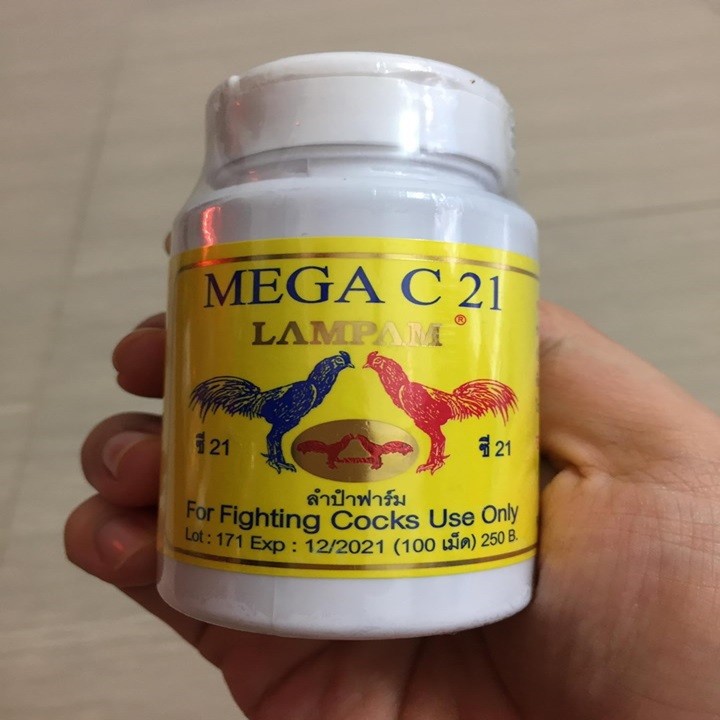 MEGA C 21
LAMPAM ®
ซี 21 ซี 21
ลำป๋าฟาร์ม
For Fighting Cocks Use Only
Lot : 171 Exp : 12/2021 (100 เม็ด) 250 B.